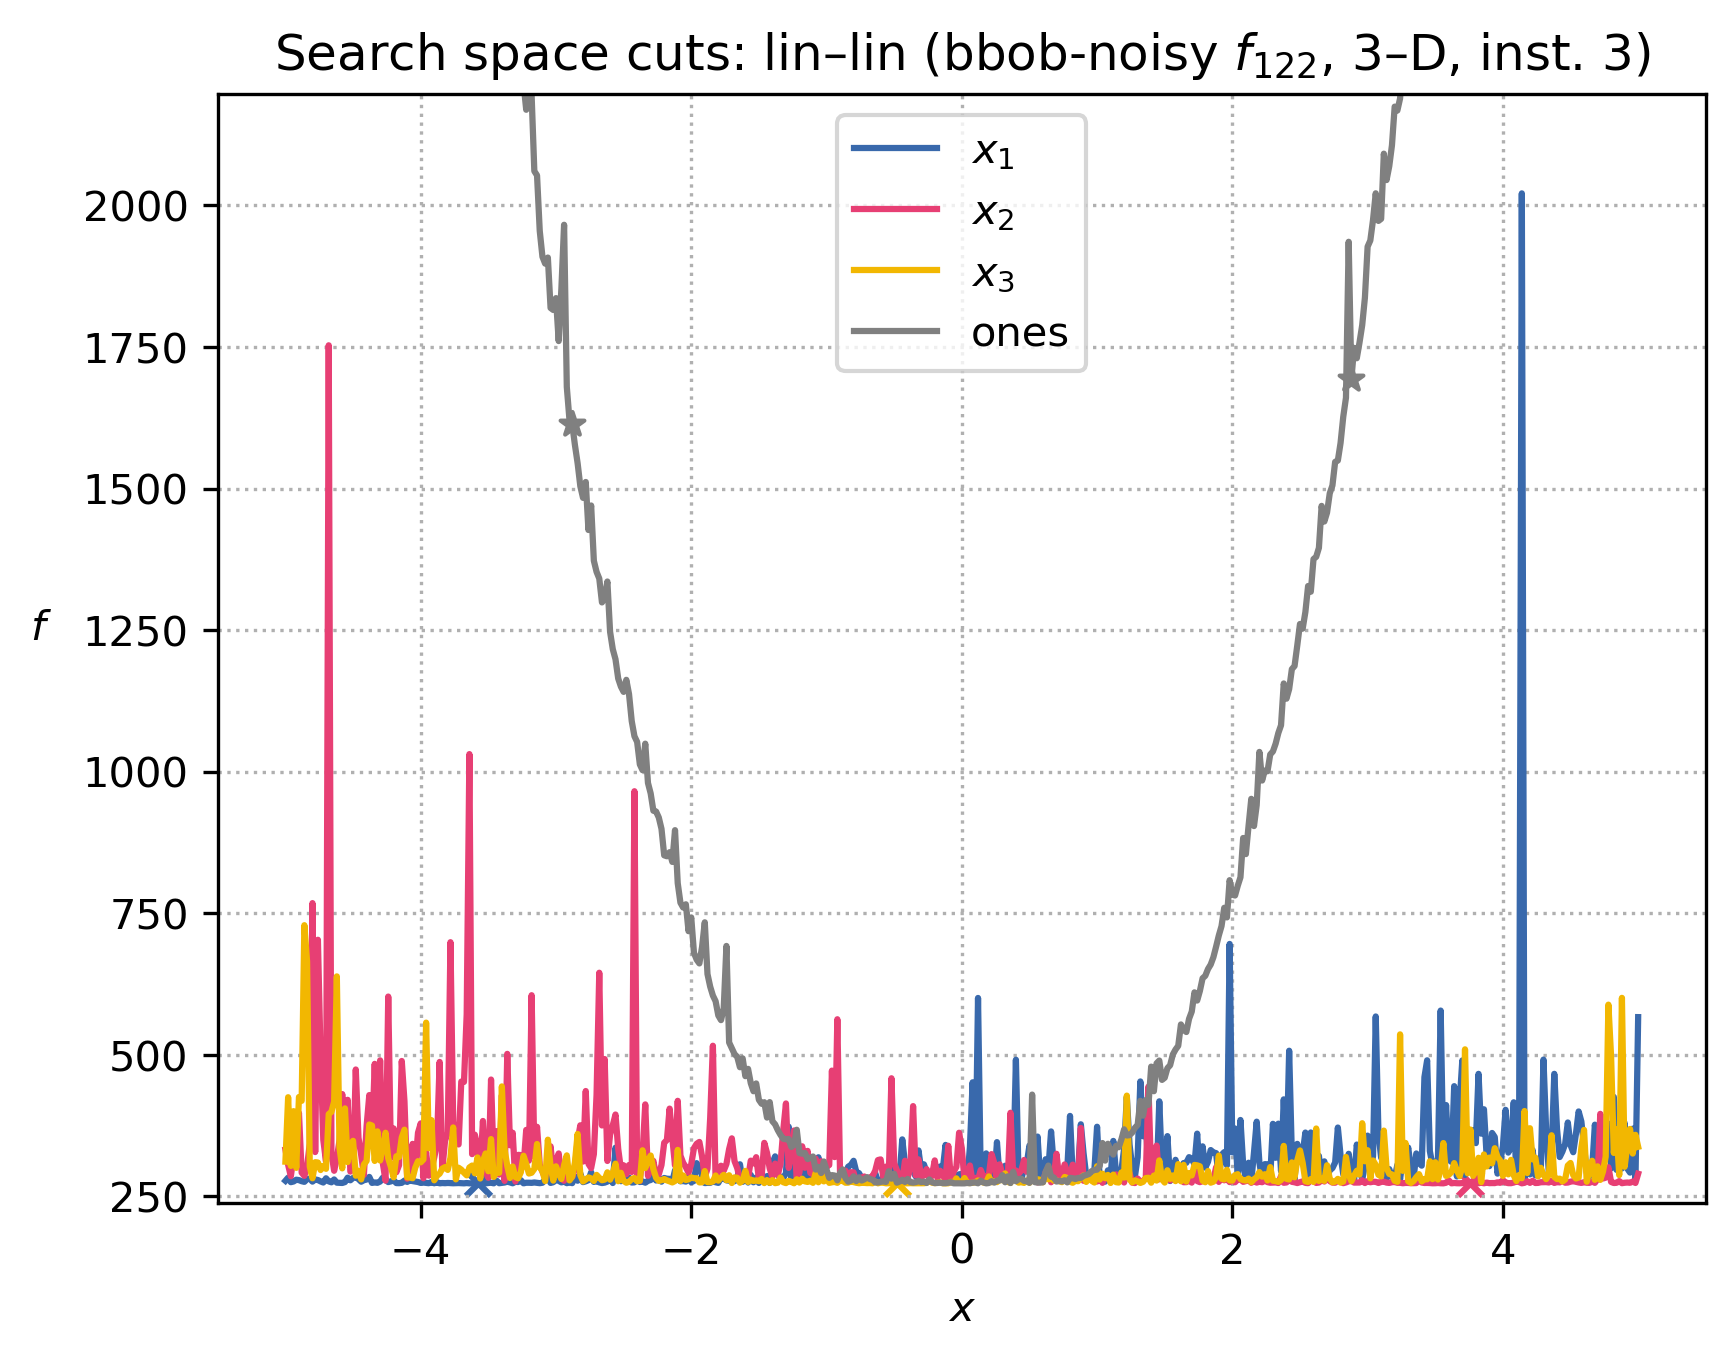 Search space cuts: lin–lin (bbob-noisy f₁₂₂, 3–D, inst. 3)
x₁
x₂
x₃
ones
f
2000
1750
1500
1250
1000
750
500
250
−4 −2 0 2 4
x